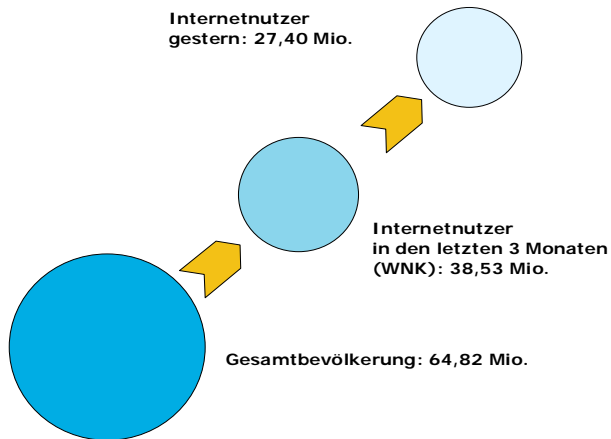 Internetnutzer
gestern: 27,40 Mio.
Internetnutzer
in den letzten 3 Monaten
(WNK): 38,53 Mio.
Gesamtbevölkerung: 64,82 Mio.